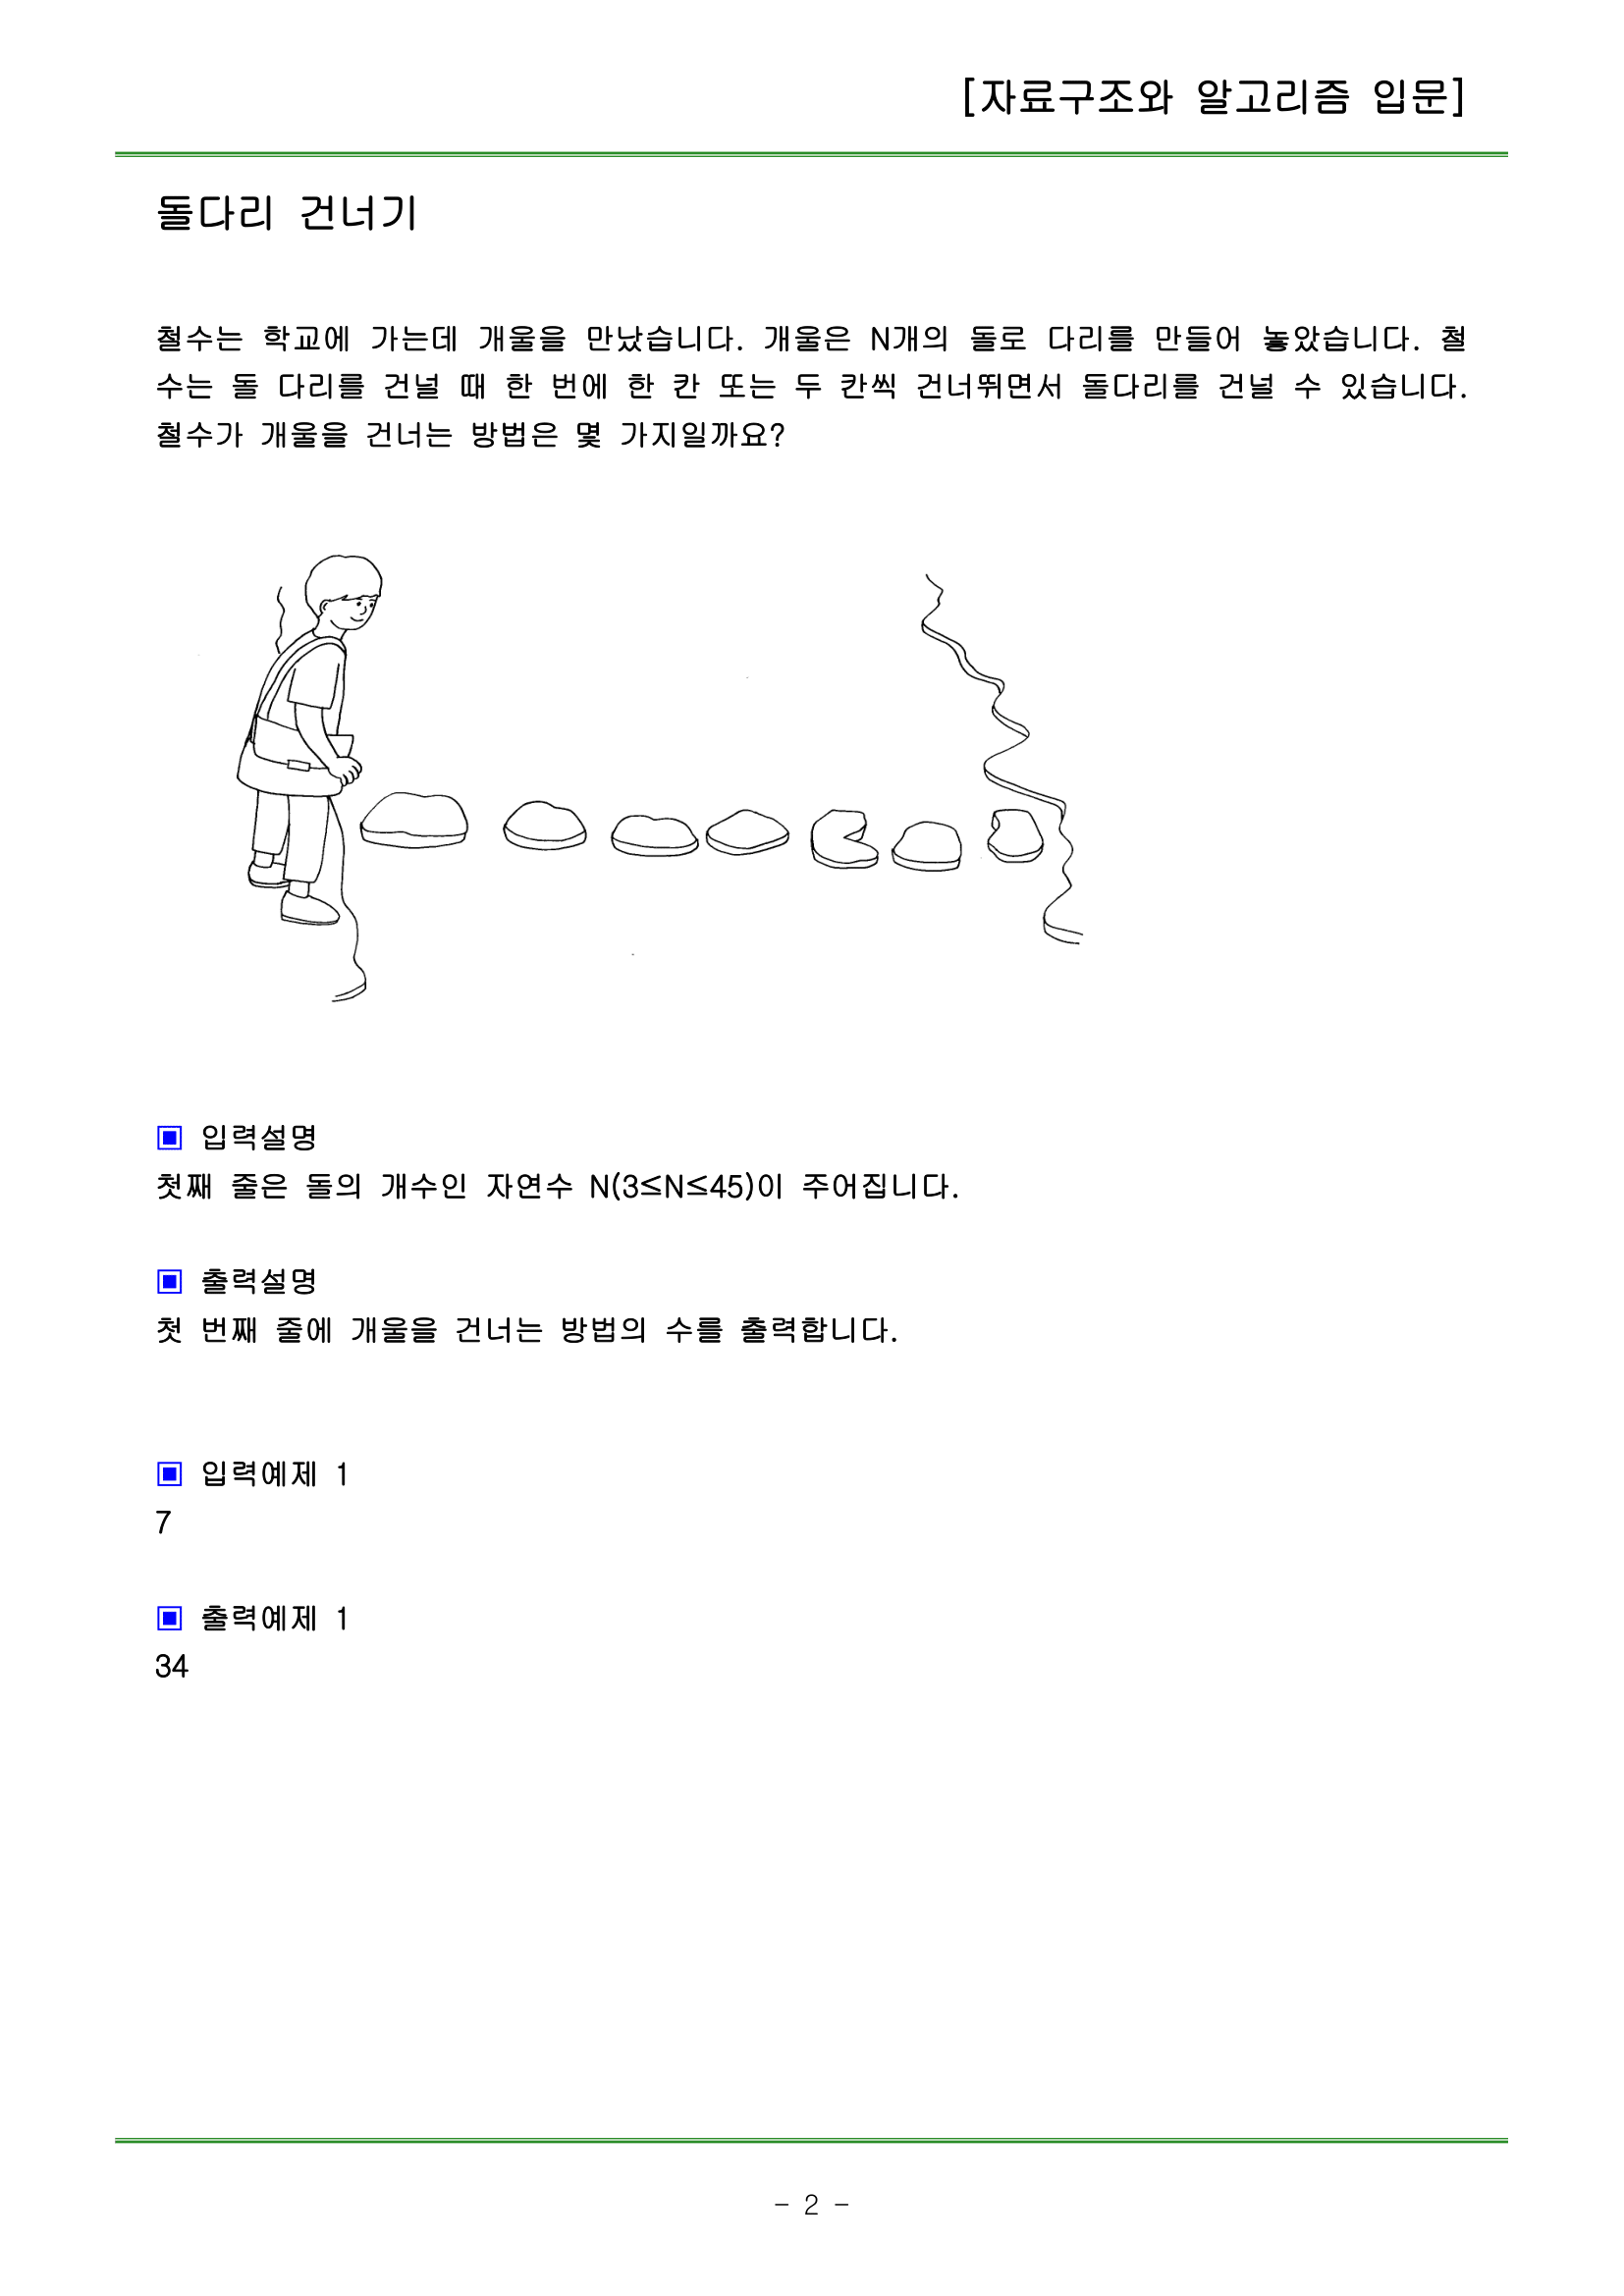 [자료구조와 알고리즘 입문]
돌다리 건너기
철수는 학교에 가는데 개울을 만났습니다. 개울은 N개의 돌로 다리를 만들어 놓았습니다. 철
수는 돌 다리를 건널 때 한 번에 한 칸 또는 두 칸씩 건너뛰면서 돌다리를 건널 수 있습니다.
철수가 개울을 건너는 방법은 몇 가지일까요?
▣ 입력설명
첫째 줄은 돌의 개수인 자연수 N(3≤N≤45)이 주어집니다.
▣ 출력설명
첫 번째 줄에 개울을 건너는 방법의 수를 출력합니다.
▣ 입력예제 1
7
▣ 출력예제 1
34
- 2 -